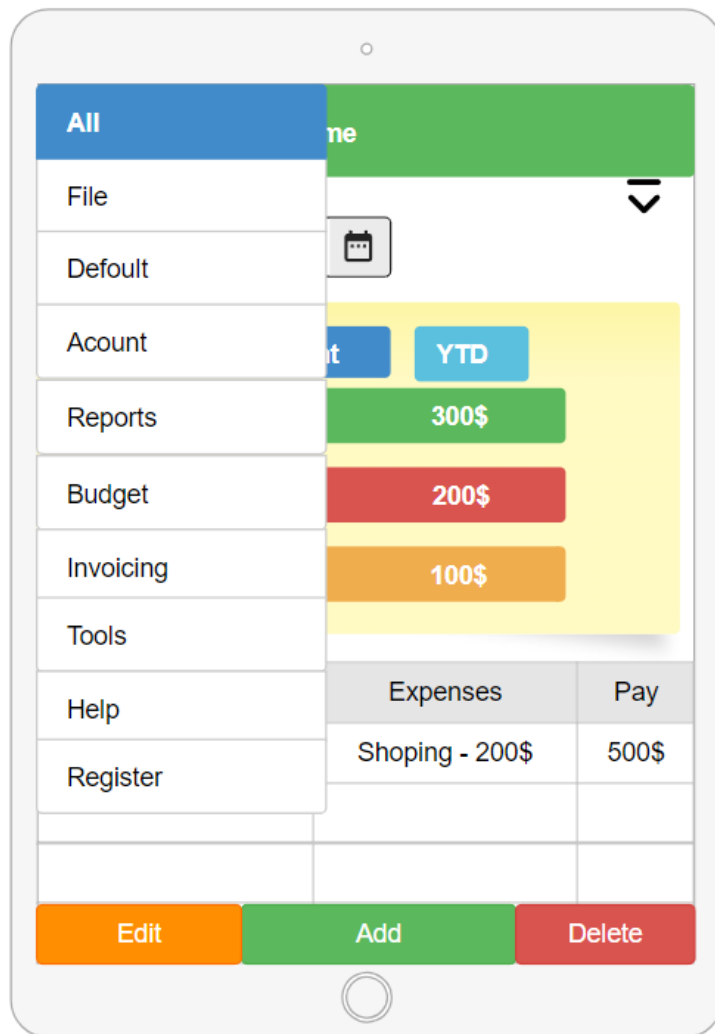 All
me
File
Defoult
Acount
nt YTD
Reports 300$
Budget 200$
Invoicing 100$
Tools
Help Expenses Pay
Register Shoping - 200$ 500$
Edit Add Delete